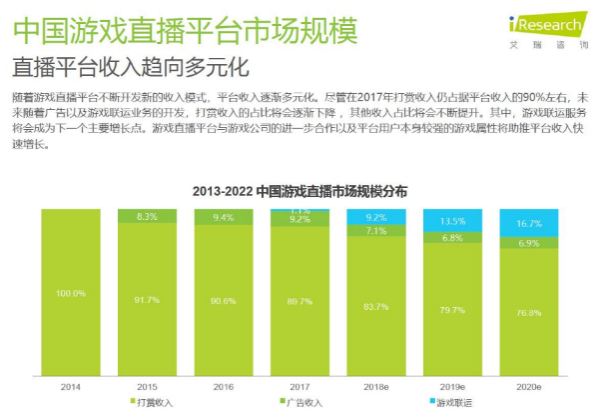 中国游戏直播平台市场规模
iResearch
艾瑞咨询
直播平台收入趋向多元化
随着游戏直播平台不断开发新的收入模式，平台收入逐渐多元化。尽管在2017年打赏收入仍占据平台收入的90%左右，未
来随着广告以及游戏联运业务的开发，打赏收入的占比将会逐渐下降，其他收入占比将会不断提升。其中，游戏联运服务
将会成为下一个主要增长点。游戏直播平台与游戏公司的进一步合作以及平台用户本身较强的游戏属性将助推平台收入快
速增长。
2013-2022 中国游戏直播市场规模分布
8.3% 9.4% 1.1% 9.2% 9.2% 7.1% 13.5% 6.8% 16.7% 6.9%
100.0% 91.7% 90.6% 89.7% 83.7% 79.7% 76.8%
2014 2015 2016 2017 2018e 2019e 2020e
打赏收入 广告收入 游戏联运